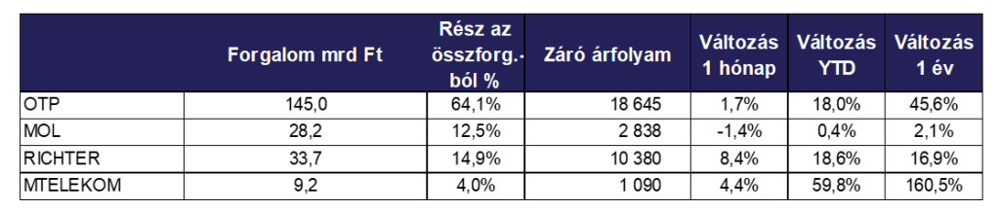 Forgalom mrd Ft Rész az összforg.-ból % Záró árfolyam Változás 1 hónap Változás YTD Változás 1 év
OTP 145,0 64,1% 18 645 1,7% 18,0% 45,6%
MOL 28,2 12,5% 2 838 -1,4% 0,4% 2,1%
RICHTER 33,7 14,9% 10 380 8,4% 18,6% 16,9%
MTELEKOM 9,2 4,0% 1 090 4,4% 59,8% 160,5%